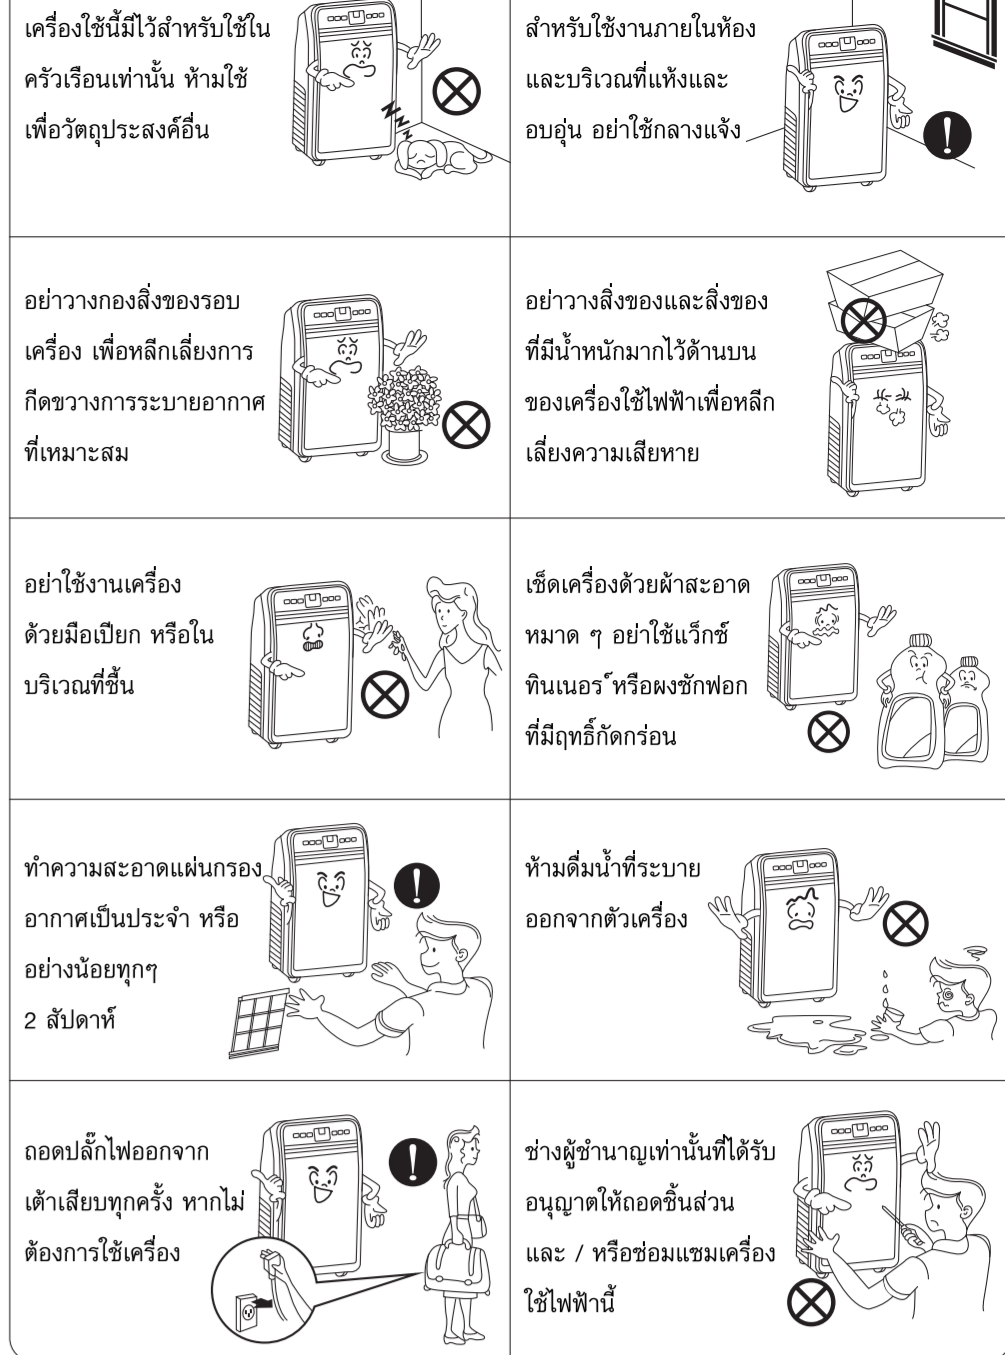 เครื่องใช้นี้มีไว้สำหรับใช้ใน
ครัวเรือนเท่านั้น ห้ามใช้
เพื่อวัตถุประสงค์อื่น
สำหรับใช้งานภายในห้อง
และบริเวณที่แห้งและ
อบอุ่น อย่าใช้กลางแจ้ง
อย่าวางกองสิ่งของรอบ
เครื่อง เพื่อหลีกเลี่ยงการ
กีดขวางการระบายอากาศ
ที่เหมาะสม
อย่าวางสิ่งของและสิ่งของ
ที่มีน้ำหนักมากไว้ด้านบน
ของเครื่องใช้ไฟฟ้าเพื่อหลีก
เลี่ยงความเสียหาย
อย่าใช้งานเครื่อง
ด้วยมือเปียก หรือใน
บริเวณที่ชื้น
เช็ดเครื่องด้วยผ้าสะอาด
หมาด ๆ อย่าใช้แว็กซ์
ทินเนอร์ หรือผงซักฟอก
ที่มีฤทธิ์กัดกร่อน
ทำความสะอาดแผ่นกรอง
อากาศเป็นประจำ หรือ
อย่างน้อยทุกๆ
2 สัปดาห์
ห้ามดื่มน้ำที่ระบาย
ออกจากตัวเครื่อง
ถอดปลั๊กไฟออกจาก
เต้าเสียบทุกครั้ง หากไม่
ต้องการใช้เครื่อง
ช่างผู้ชำนาญเท่านั้นที่ได้รับ
อนุญาตให้ถอดชิ้นส่วน
และ / หรือซ่อมแซมเครื่อง
ใช้ไฟฟ้านี้
zzzz